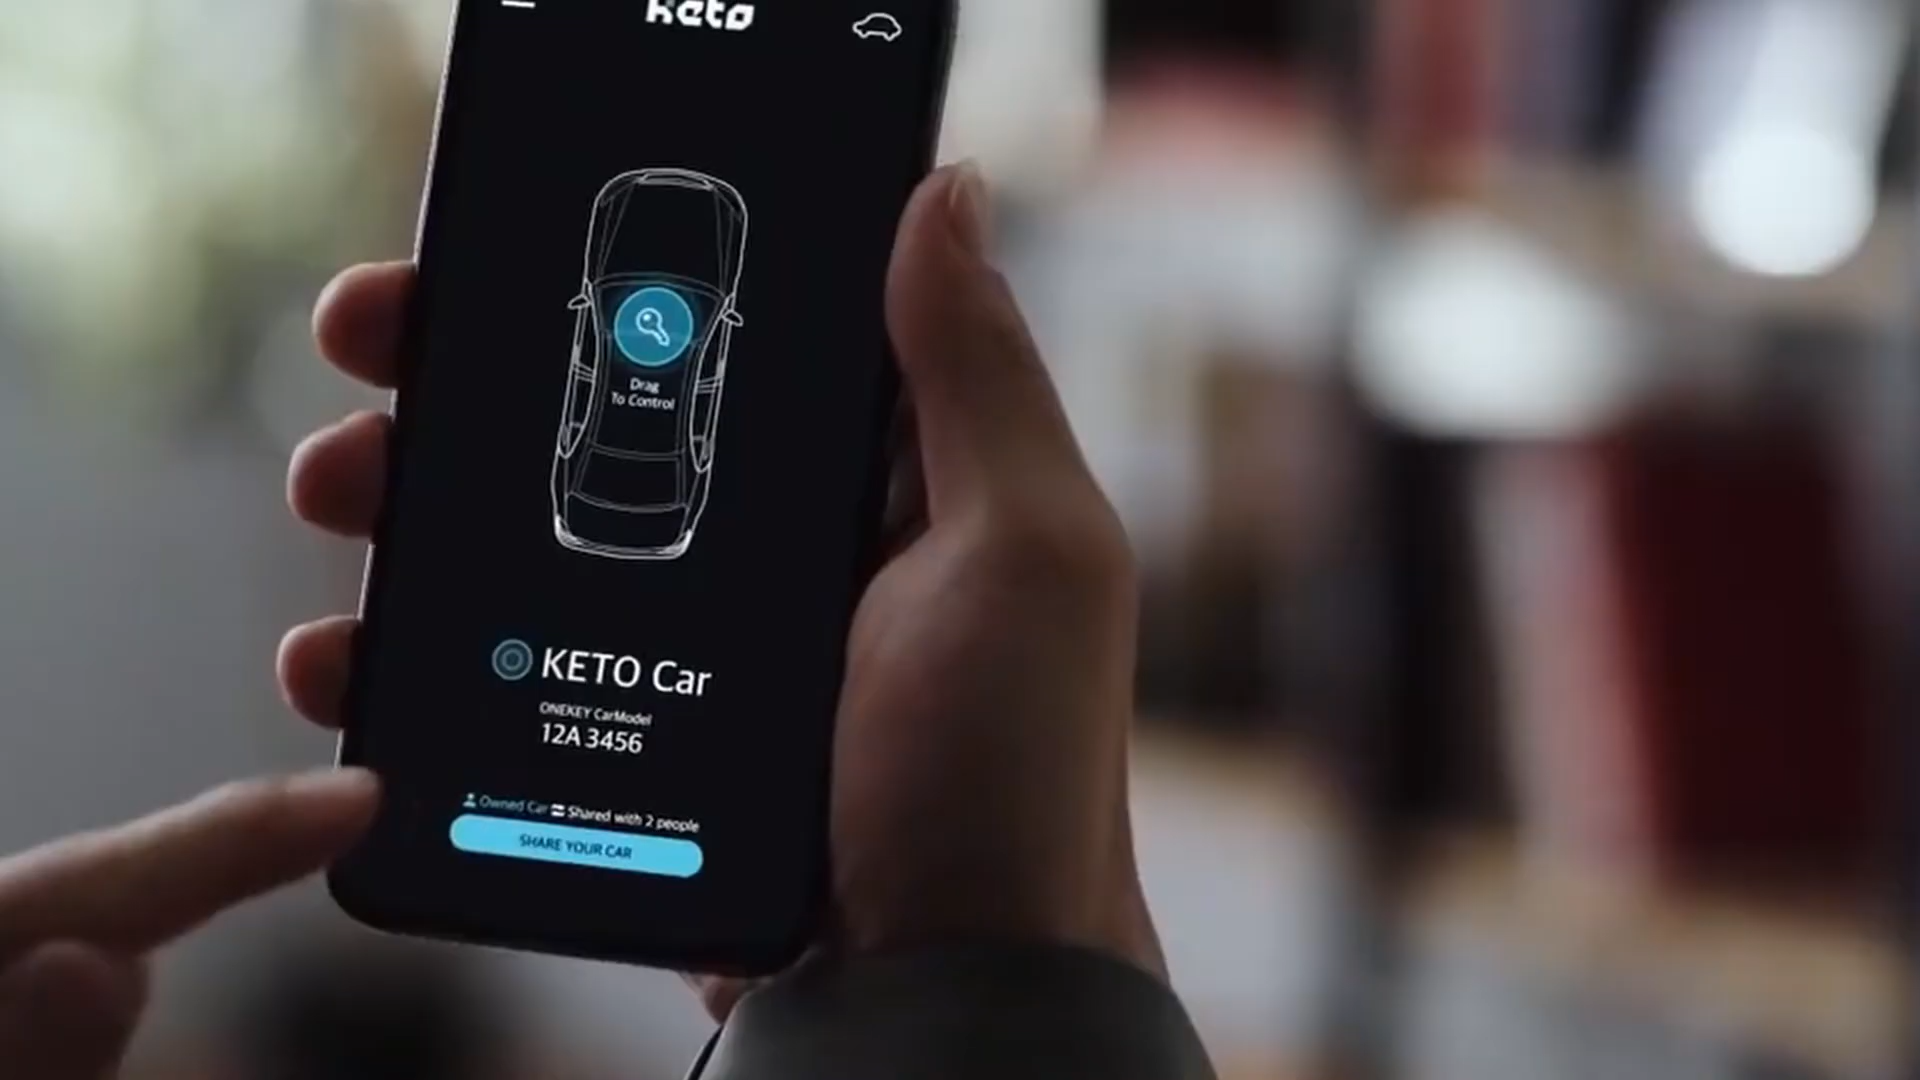 keto
Drag
To Control
KETO Car
ONEKEY CarModel
12A 3456
Owned Car Shared with 2 people
SHARE YOUR CAR